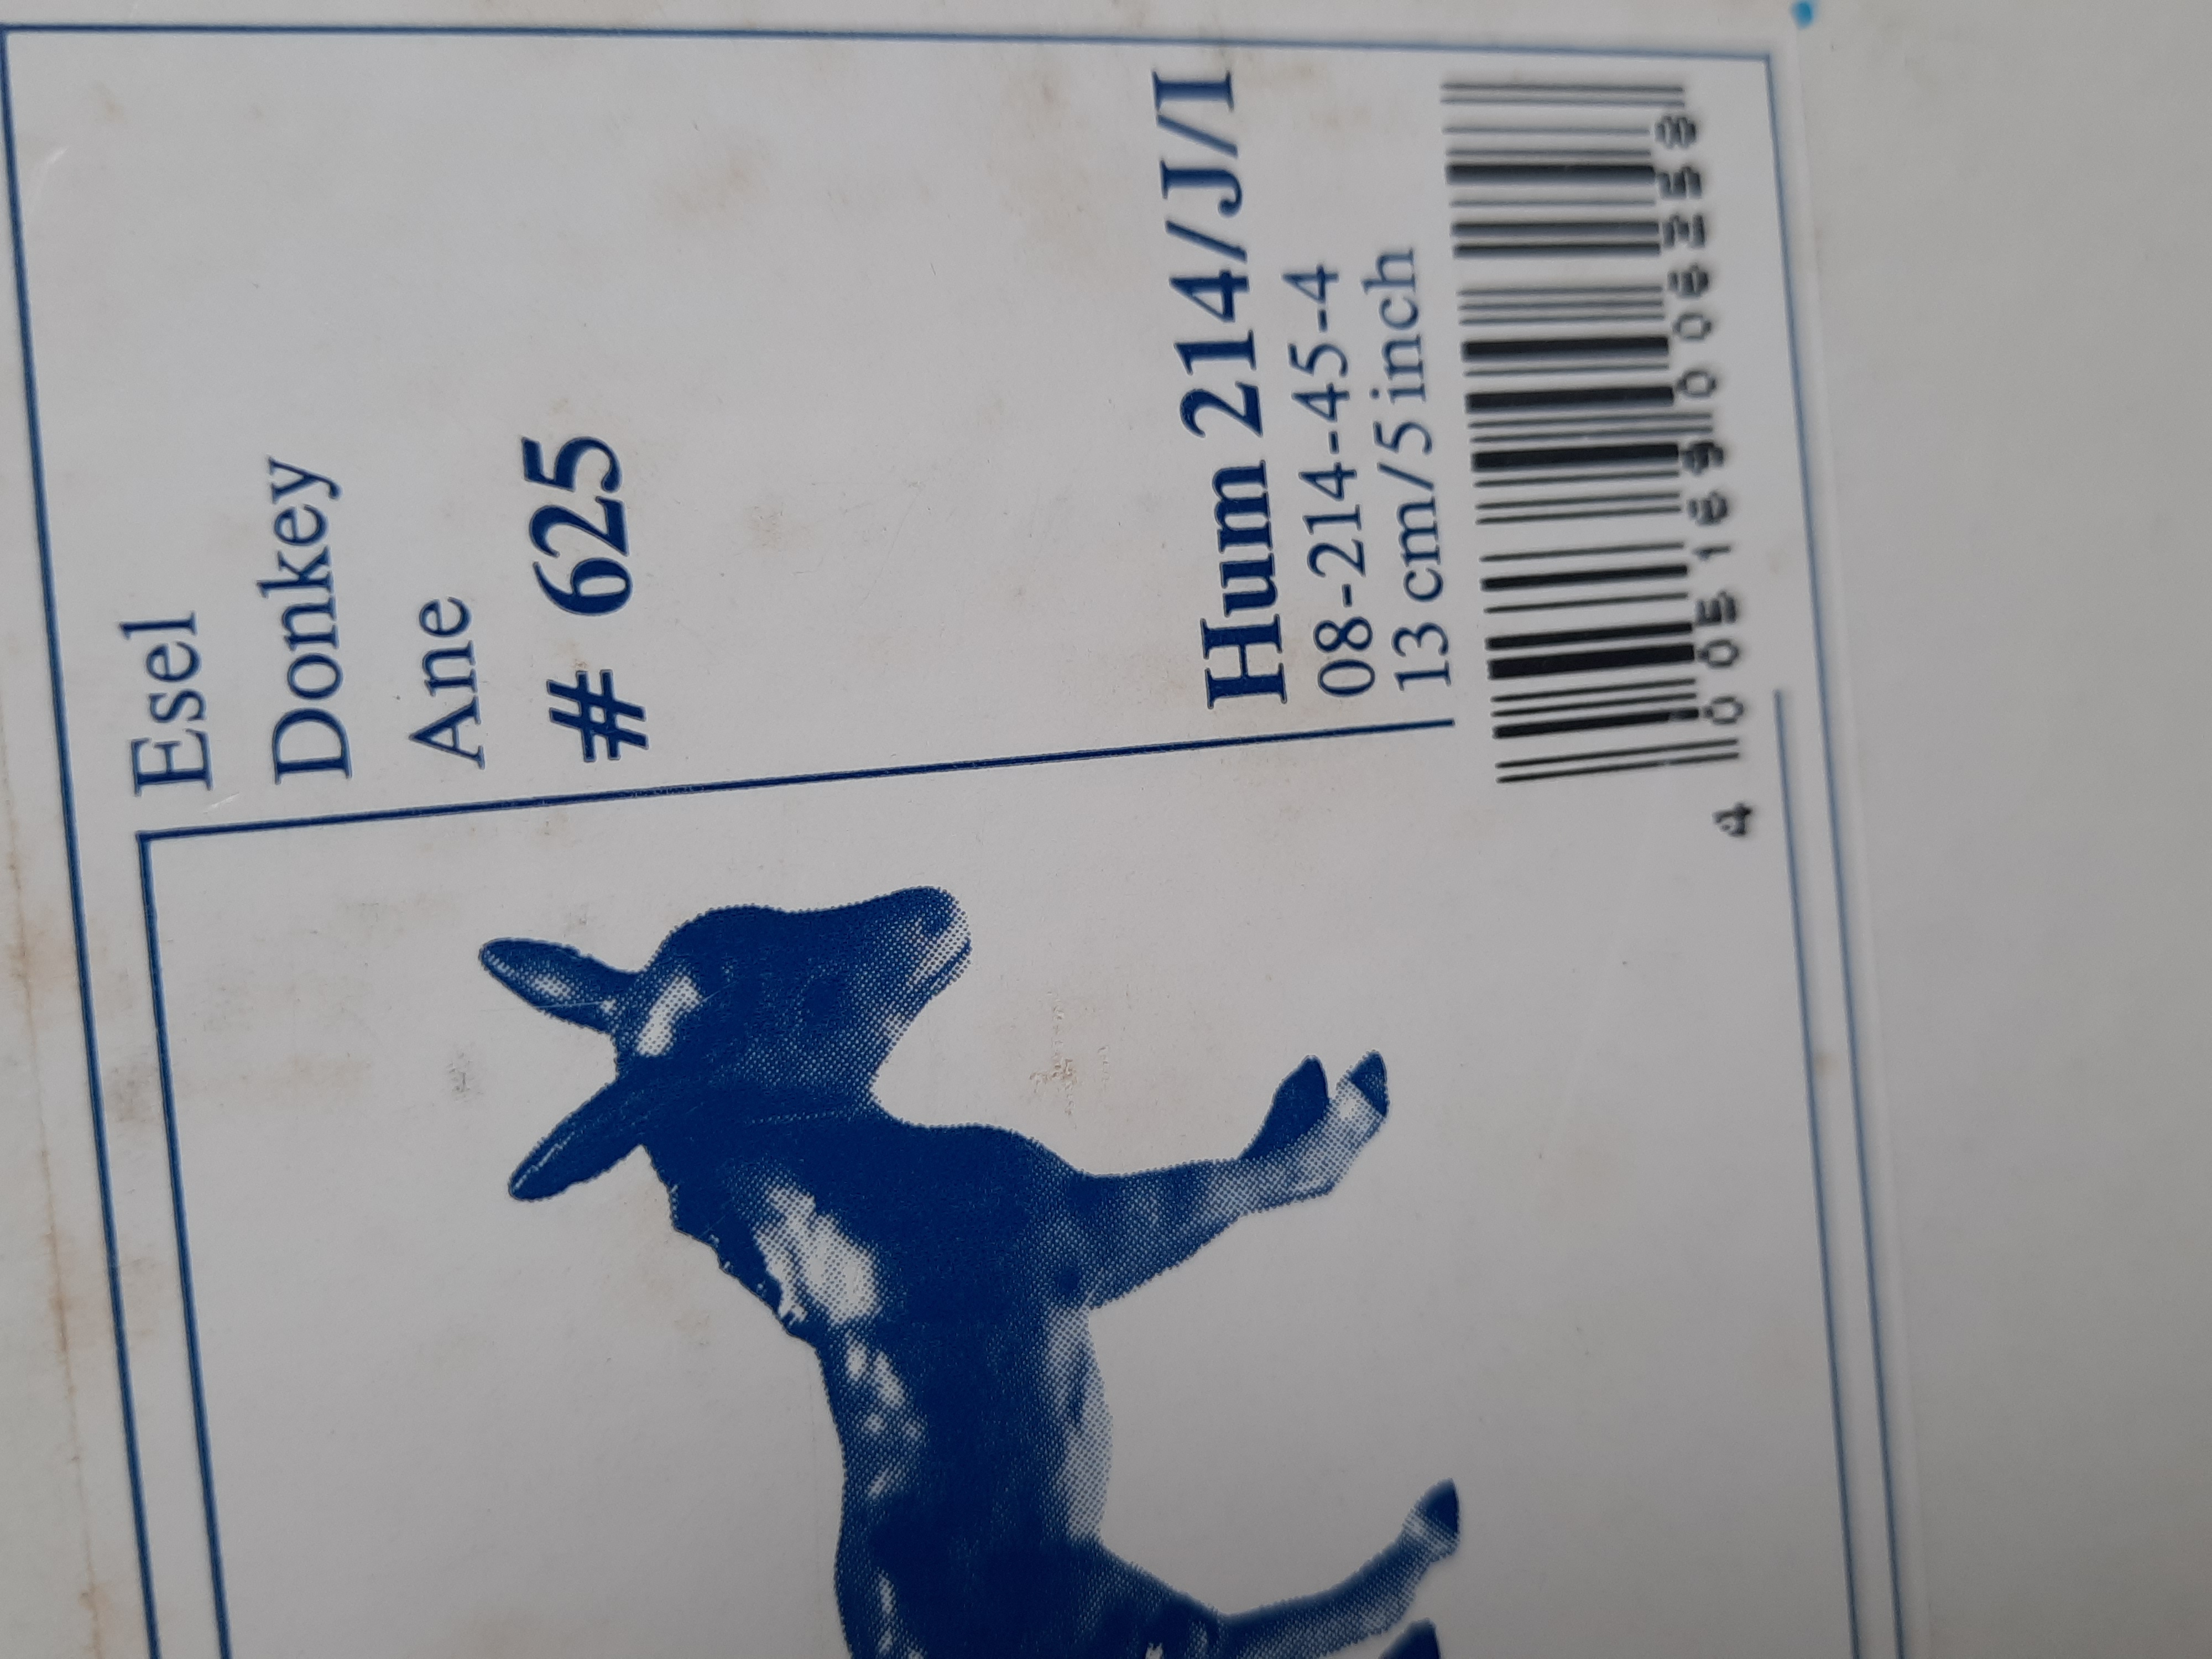 Esel
Donkey
Ane
# 625
Hum 214/J/I
08-214-45-4
13 cm/5 inch
4 005169 006258